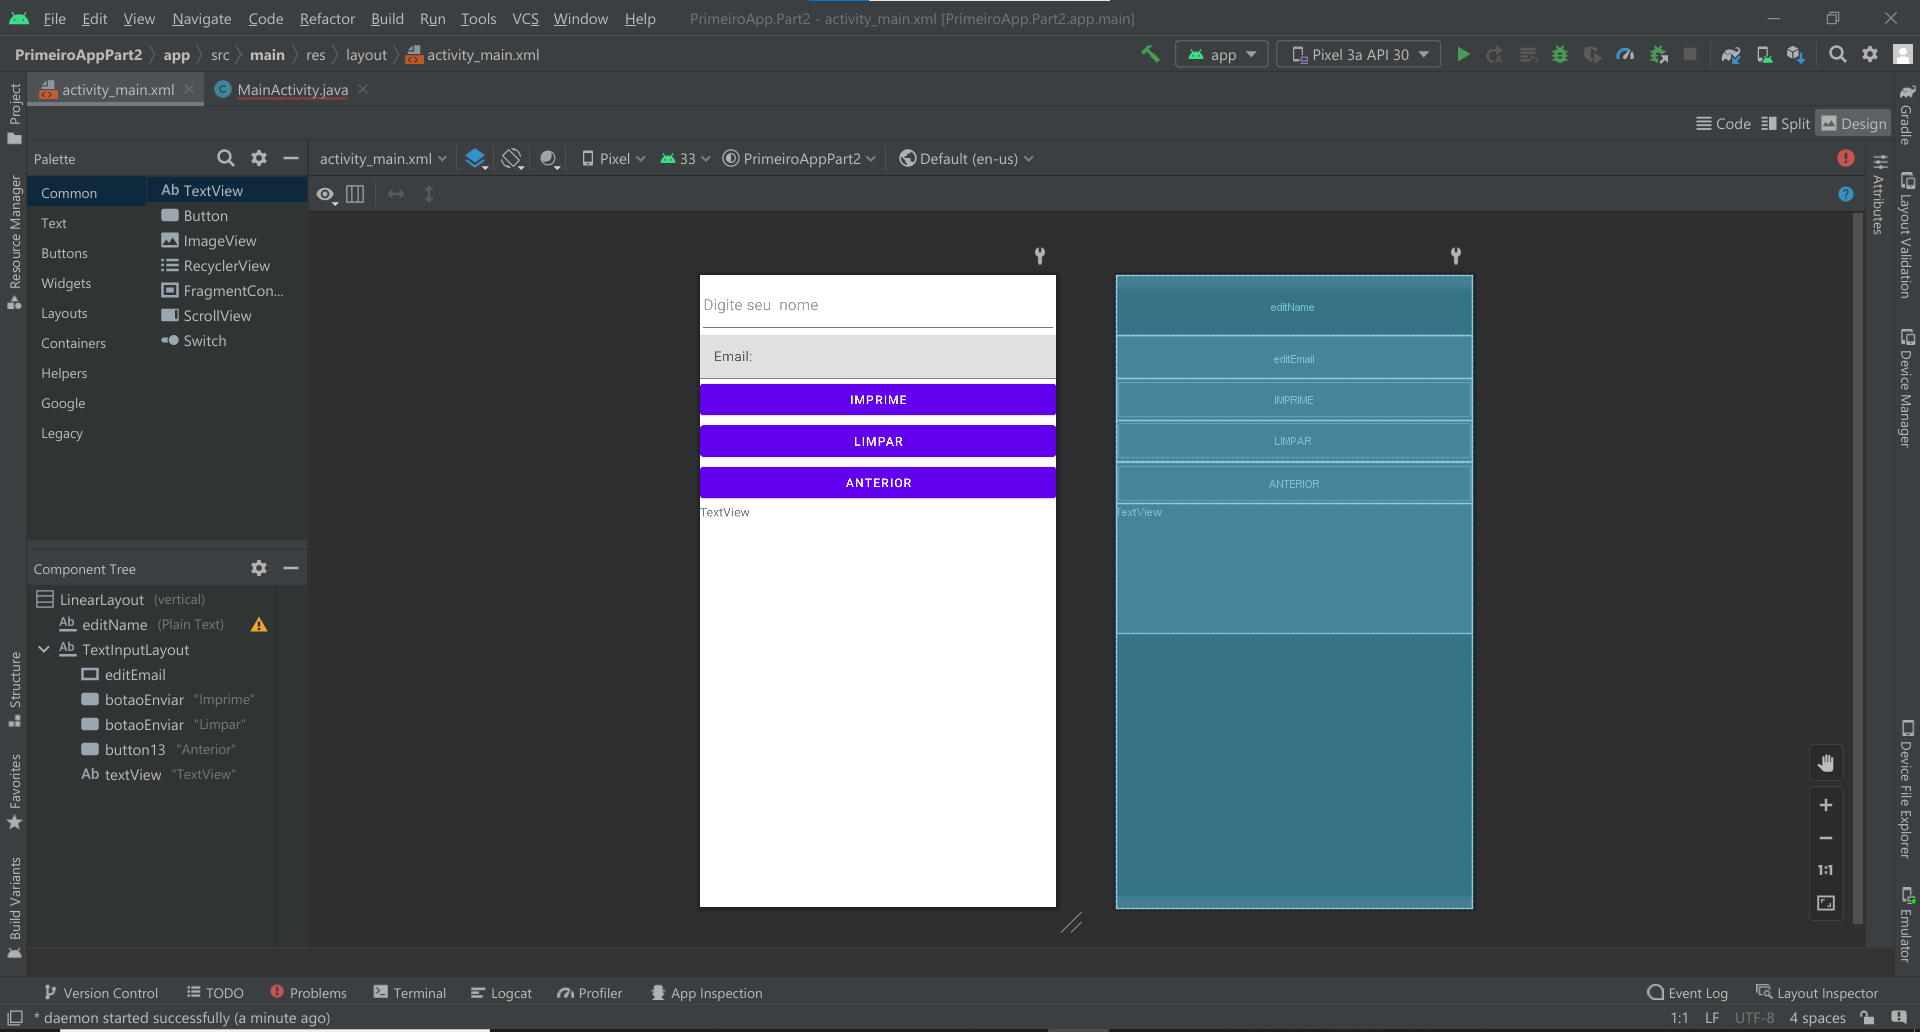 File Edit View Navigate Code Refactor Build Run Tools VCS Window Help PrimeiroApp.Part2 - activity_main.xml [PrimeiroApp.Part2.app.main]
PrimeiroAppPart2 app src main res layout activity_main.xml app Pixel 3a API 30
activity_main.xml MainActivity.java
Code Split Design
Palette
activity_main.xml Pixel 33 PrimeiroAppPart2 Default (en-us)
Common
Text
Buttons
Widgets
Layouts
Containers
Helpers
Google
Legacy
Ab TextView
Button
ImageView
RecyclerView
FragmentCon...
ScrollView
Switch
Component Tree
LinearLayout (vertical)
Ab editName (Plain Text)
Ab TextInputLayout
editEmail
botaoEnviar "Imprime"
botaoEnviar "Limpar"
button13 "Anterior"
Ab textView "TextView"
Digite seu  nome
Email:
IMPRIME
LIMPAR
ANTERIOR
TextView
editName
editEmail
IMPRIME
LIMPAR
ANTERIOR
TextView
1:1
Project
Resource Manager
Structure
Favorites
Build Variants
Attributes
Gradle
Layout Validation
Device Manager
Device File Explorer
Emulator
Version Control TODO Problems Terminal Logcat Profiler App Inspection Event Log Layout Inspector
* daemon started successfully (a minute ago) 1:1 LF UTF-8 4 spaces